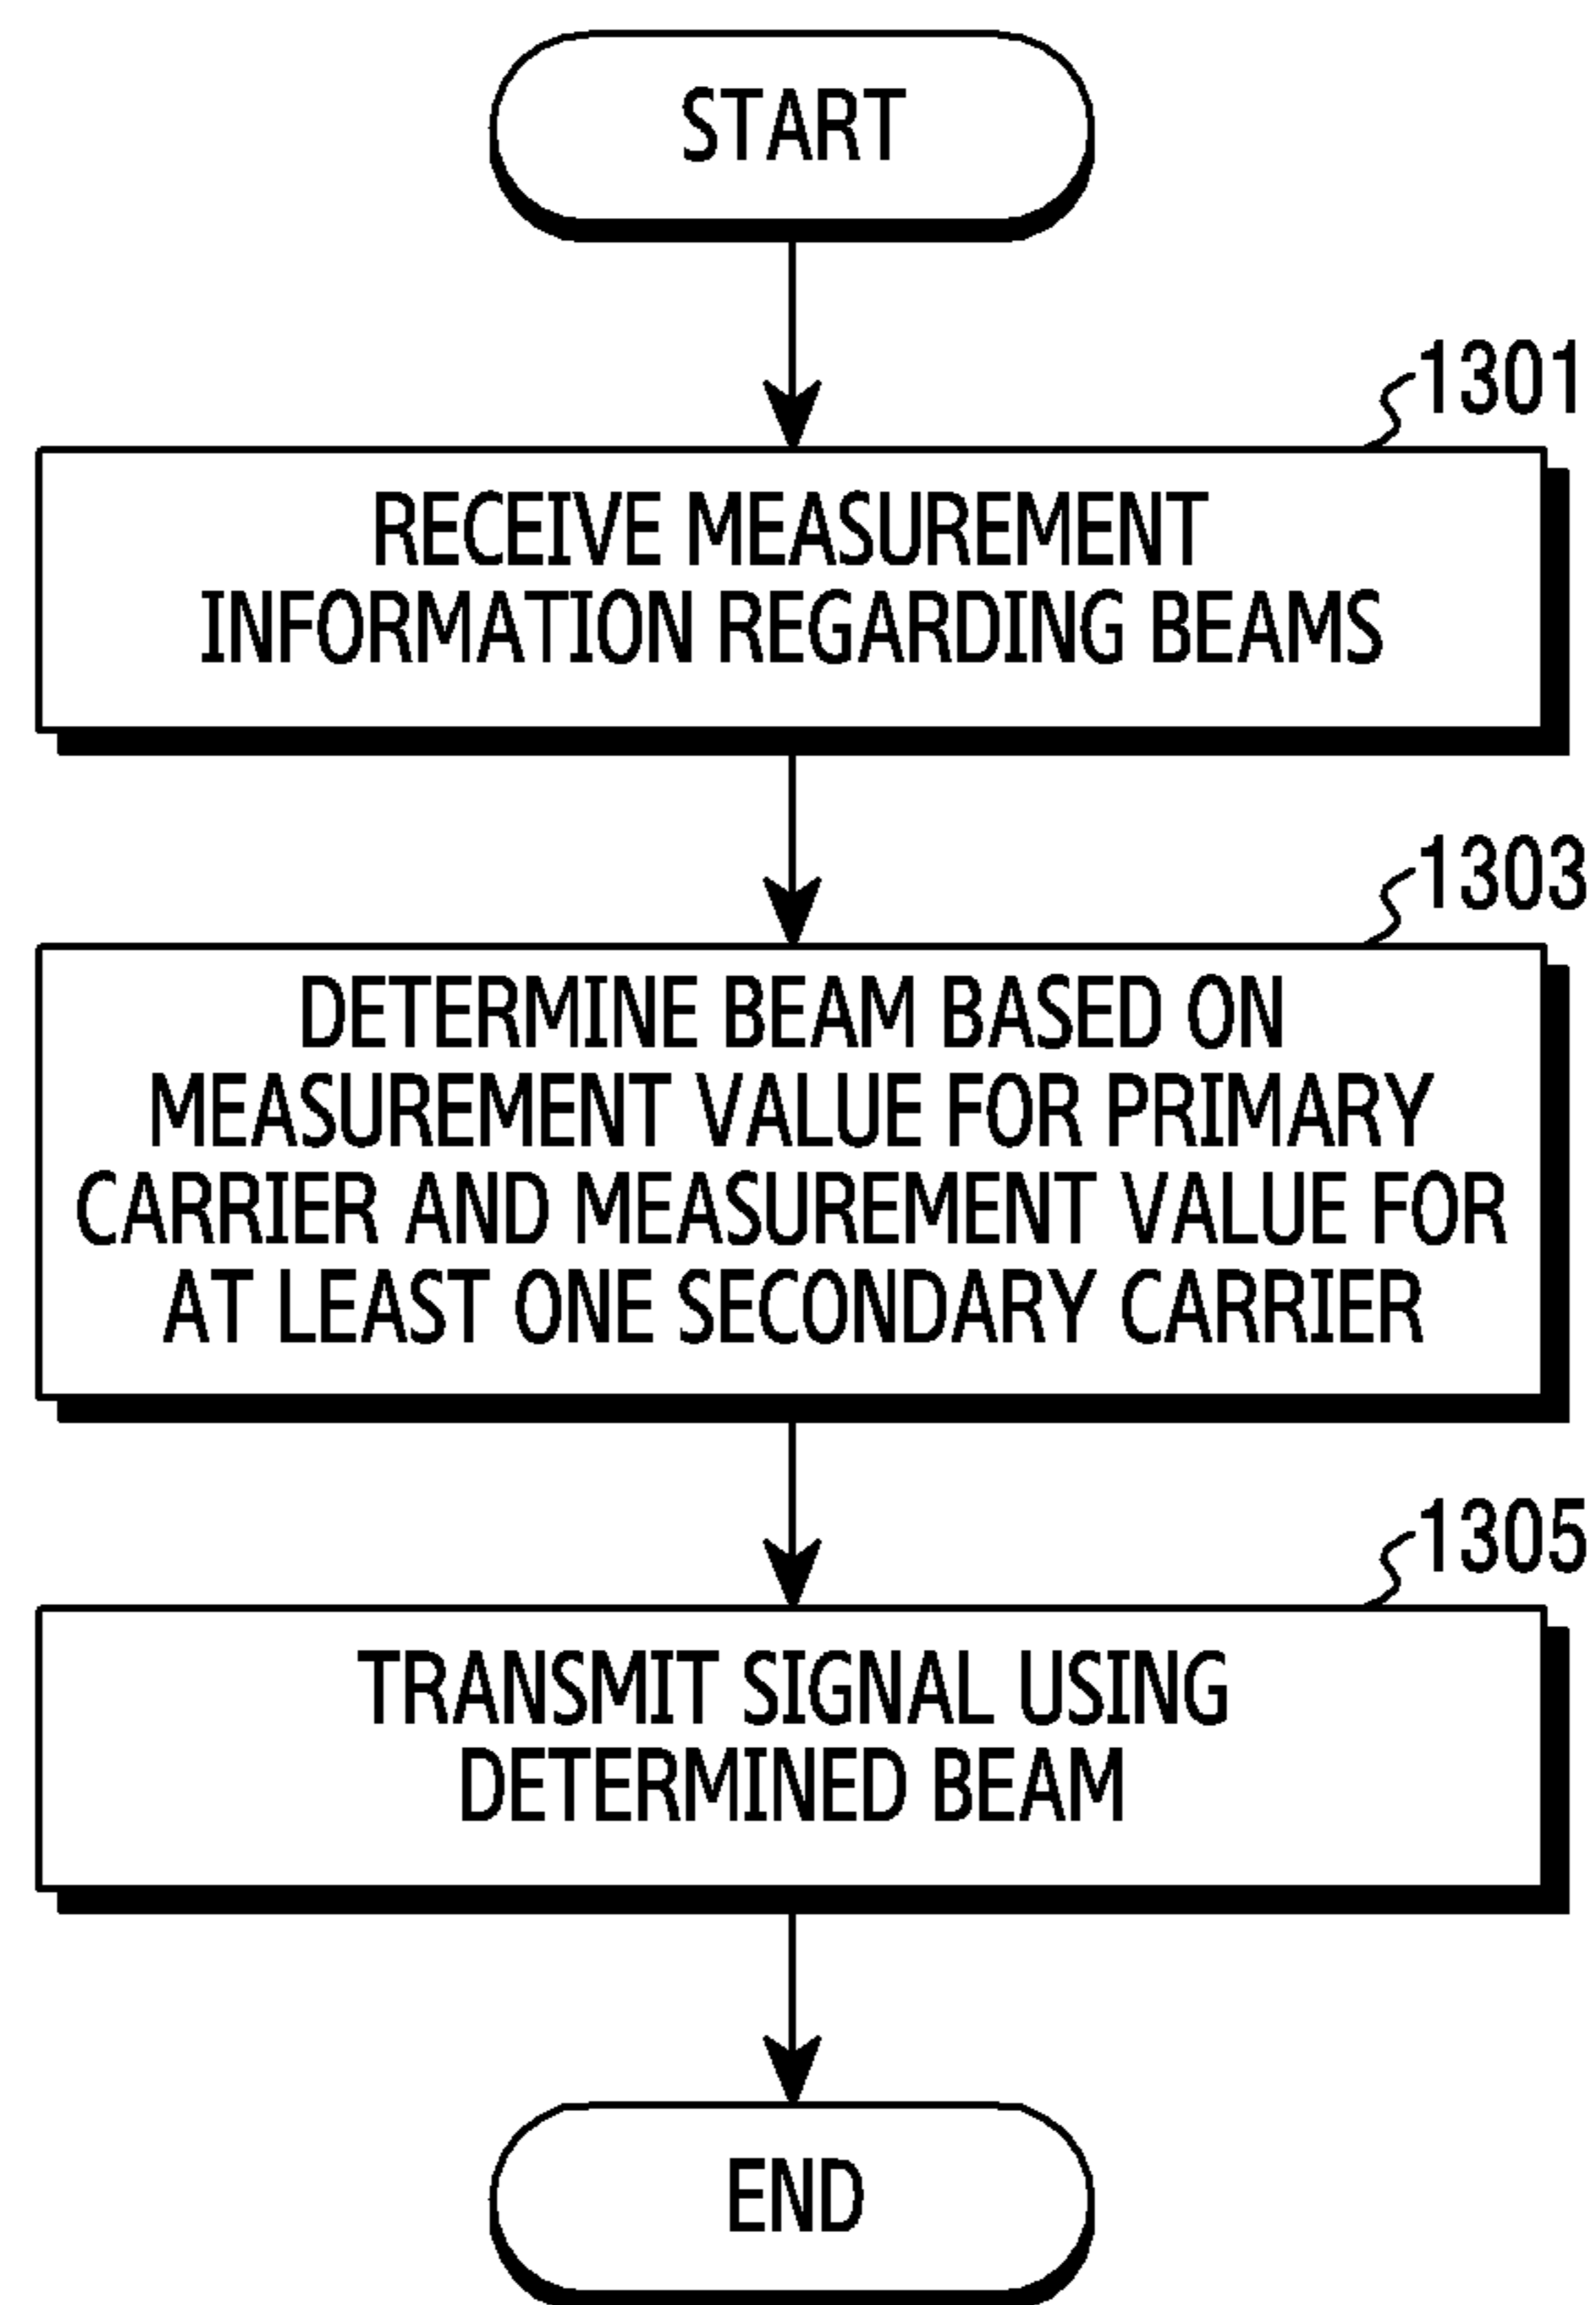 START
1301
RECEIVE MEASUREMENT
INFORMATION REGARDING BEAMS
1303
DETERMINE BEAM BASED ON
MEASUREMENT VALUE FOR PRIMARY
CARRIER AND MEASUREMENT VALUE FOR
AT LEAST ONE SECONDARY CARRIER
1305
TRANSMIT SIGNAL USING
DETERMINED BEAM
END